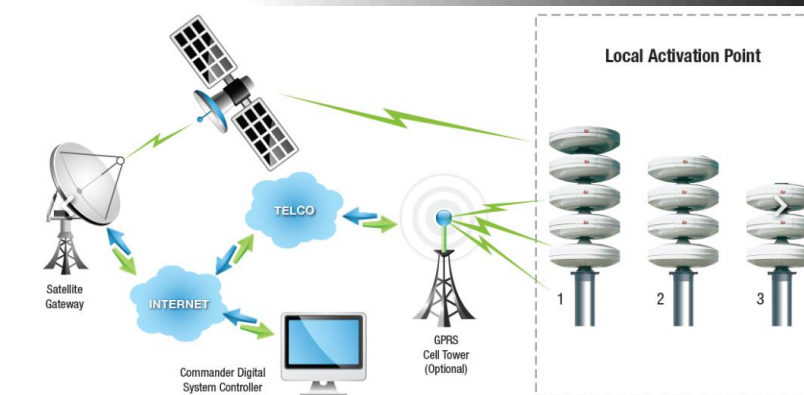 Local Activation Point
TELCO
Satellite
Gateway
INTERNET
1
2
3
GPRS
Cell Tower
(Optional)
Commander Digital
System Controller